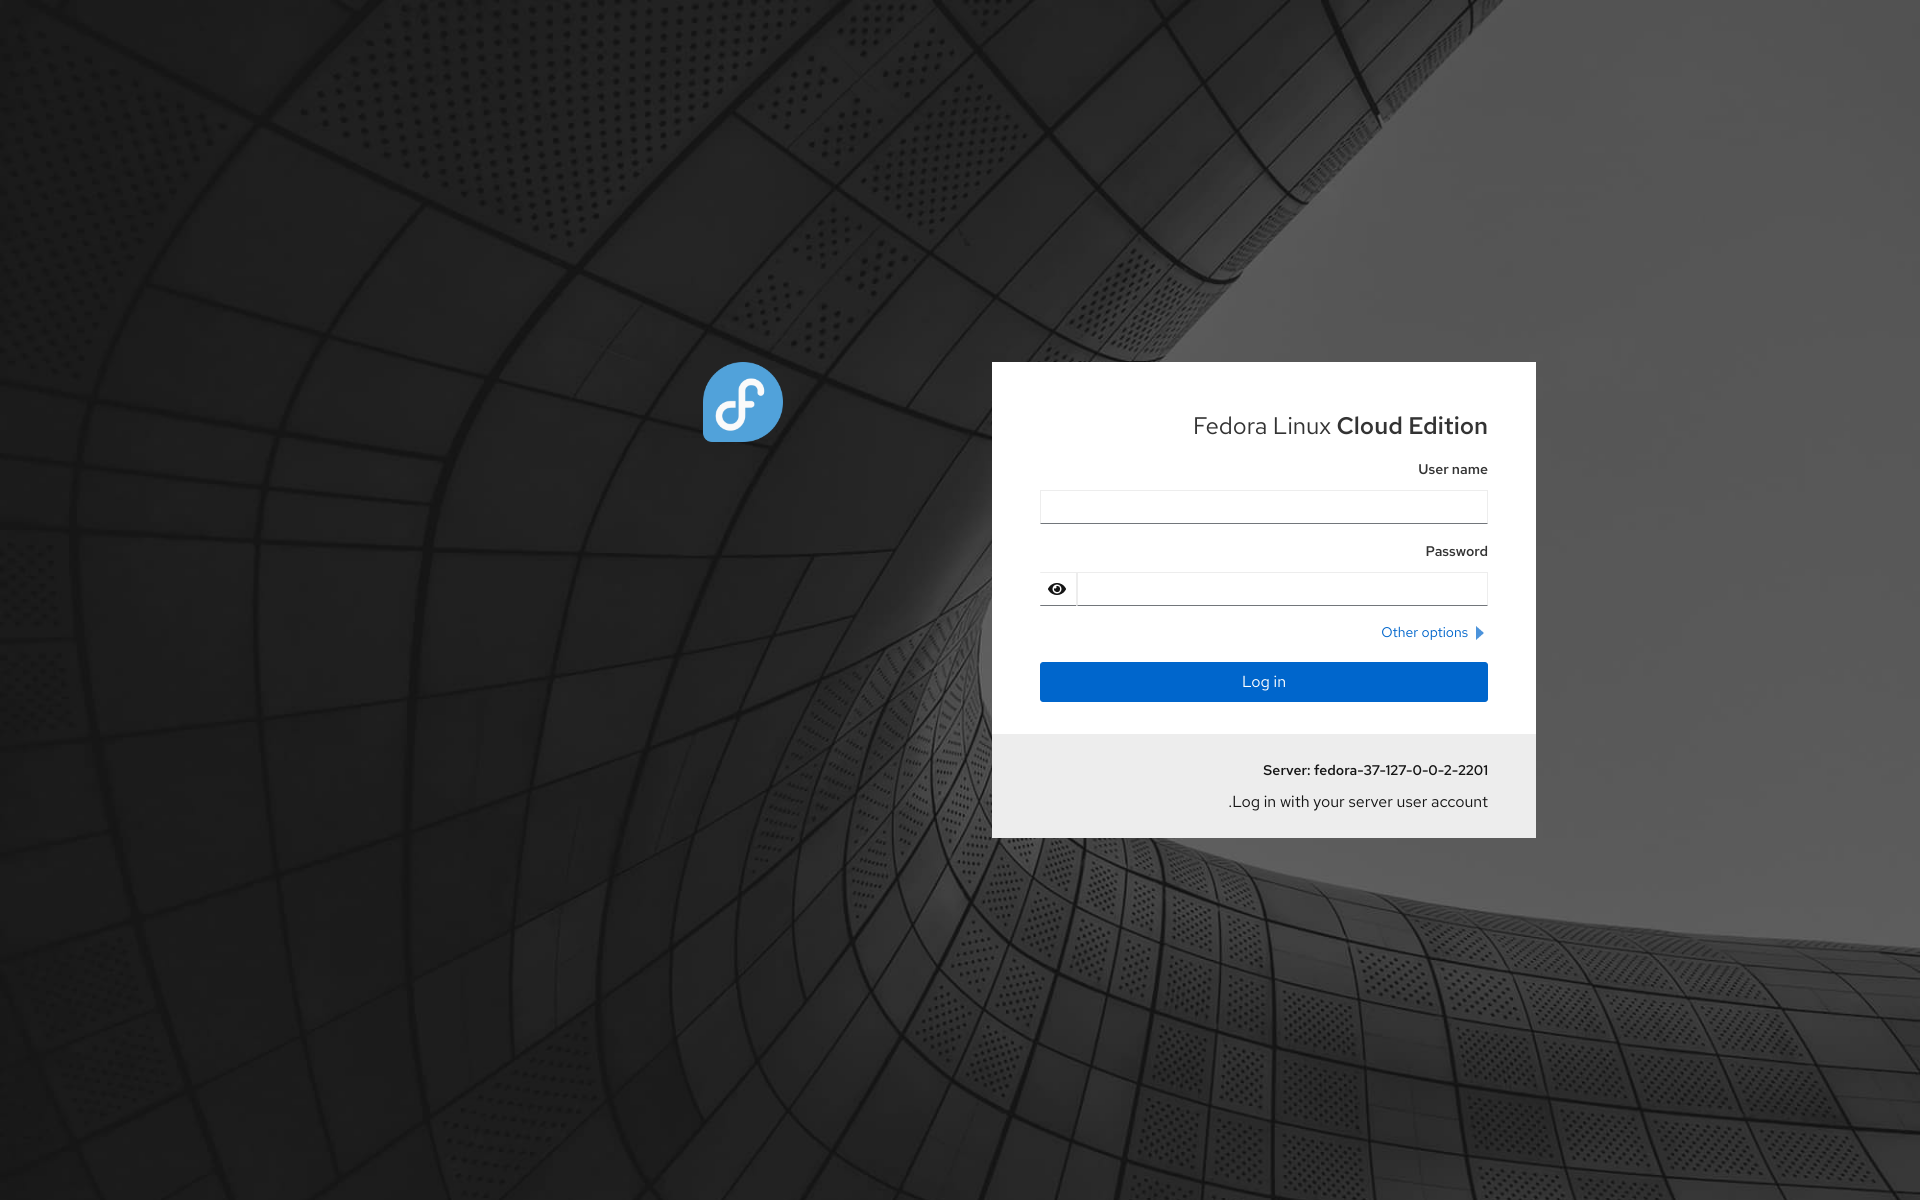 Fedora Linux Cloud Edition
User name
Password
Other options
Log in
Server: fedora-37-127-0-0-2-2201
.Log in with your server user account